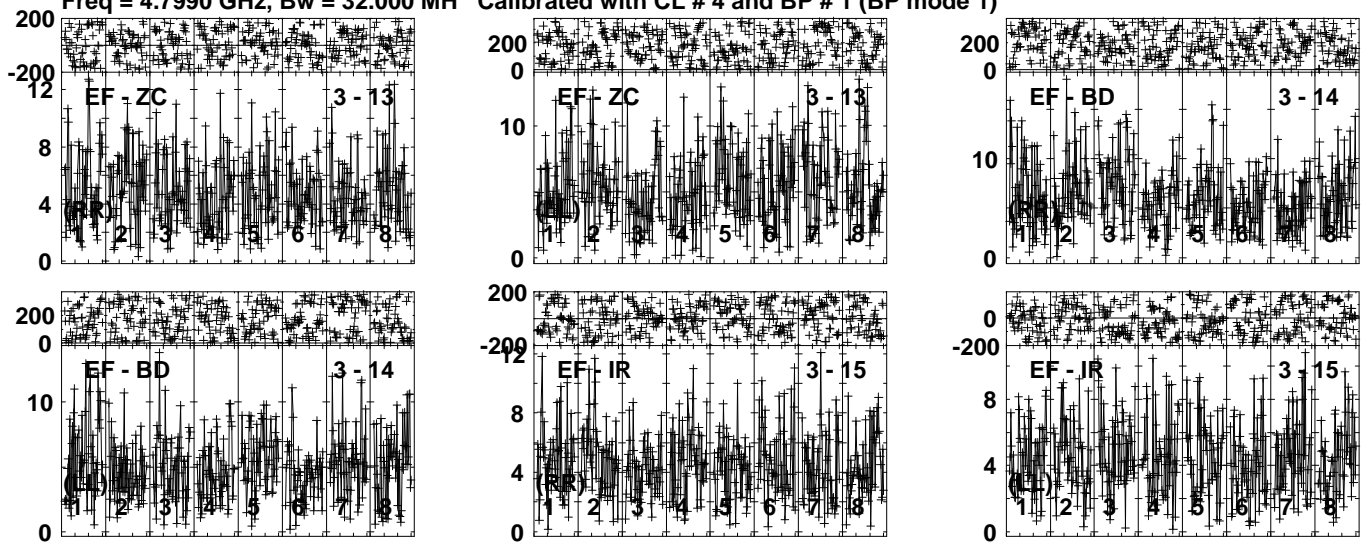 Freq = 4.7990 GHz, Bw = 32.000 MH Calibrated with CL # 4 and BP # 1 (BP mode 1)
200
-200
12
8
4
0
EF - ZC 3 - 13
(RR)
1 2 3 4 5 6 7 8
200
0
10
0
EF - ZC 3 - 13
(LL)
1 2 3 4 5 6 7 8
200
0
10
0
EF - BD 3 - 14
(RR)
1 2 3 4 5 6 7 8
200
0
10
0
EF - BD 3 - 14
(LL)
1 2 3 4 5 6 7 8
200
-200
12
8
4
0
EF - IR 3 - 15
(RR)
1 2 3 4 5 6 7 8
0
-200
8
4
0
EF - IR 3 - 15
(LL)
1 2 3 4 5 6 7 8